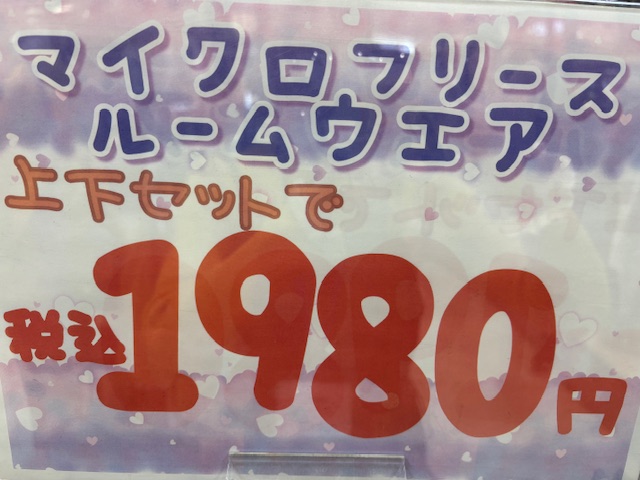 マイクロフリース
ルームウエア
上下セットで
税込1980円